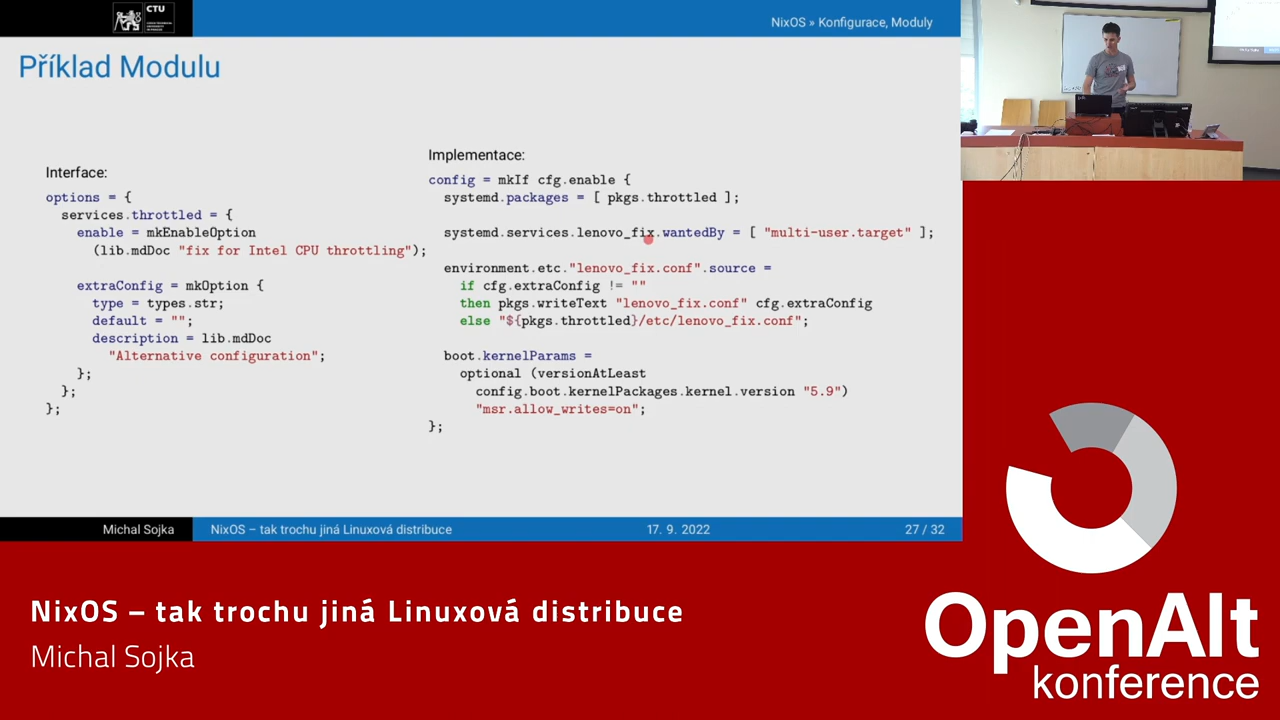 CTU
NixOS » Konfigurace, Moduly
Příklad Modulu
Interface:
options = {
services.throttled = {
enable = mkEnableOption
(lib.mdDoc "fix for Intel CPU throttling");
extraConfig = mkOption {
type = types.str;
default = "";
description = lib.mdDoc
"Alternative configuration";
};
};
};
Implementace:
config = mkIf cfg.enable {
systemd.packages = [ pkgs.throttled ];
systemd.services.lenovo_fix.wantedBy = [ "multi-user.target" ];
environment.etc."lenovo_fix.conf".source =
if cfg.extraConfig != ""
then pkgs.writeText "lenovo_fix.conf" cfg.extraConfig
else "${pkgs.throttled}/etc/lenovo_fix.conf";
boot.kernelParams =
optional (versionAtLeast
config.boot.kernelPackages.kernel.version "5.9")
"msr.allow_writes=on";
};
Michal Sojka
NixOS – tak trochu jiná Linuxová distribuce
17. 9. 2022
27 / 32
NixOS – tak trochu jiná Linuxová distribuce
Michal Sojka
OpenAlt
konference